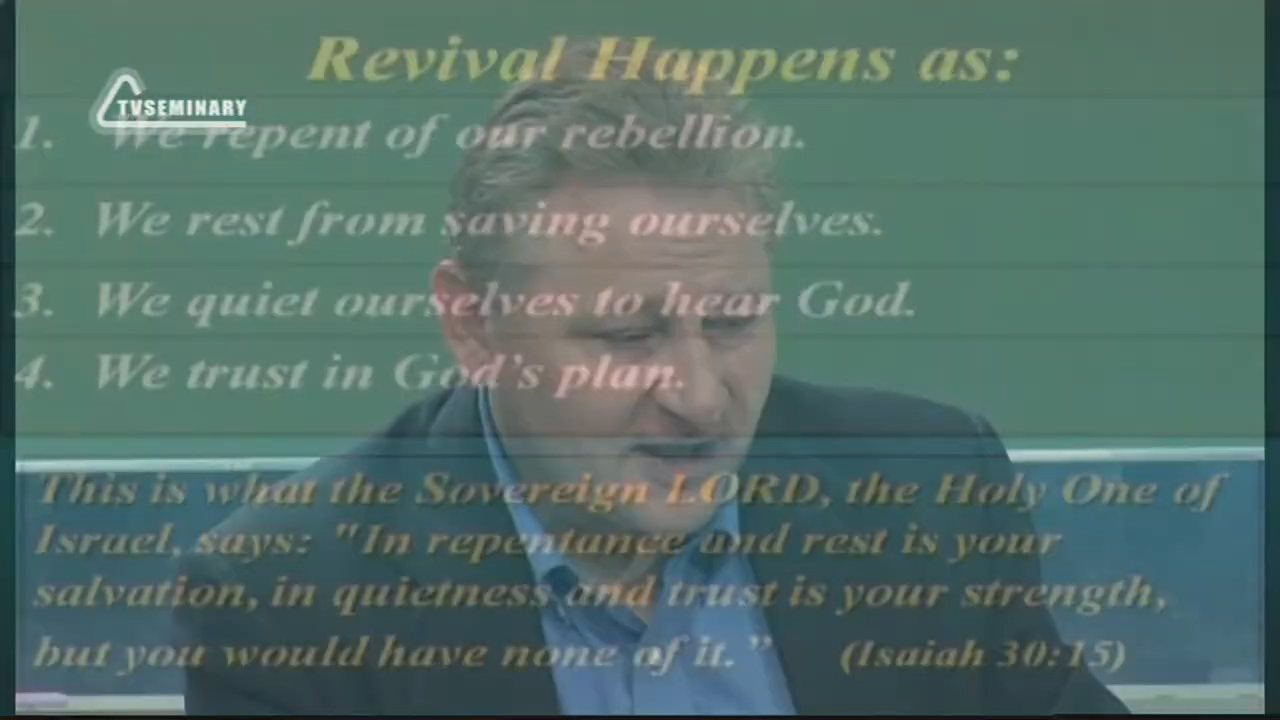 Revival Happens as:
TVSEMINARY
1. We repent of our rebellion.
2. We rest from saving ourselves.
3. We quiet ourselves to hear God.
4. We trust in God's plan.
This is what the Sovereign LORD, the Holy One of
Israel, says: "In repentance and rest is your
salvation, in quietness and trust is your strength,
but you would have none of it.” (Isaiah 30:15)